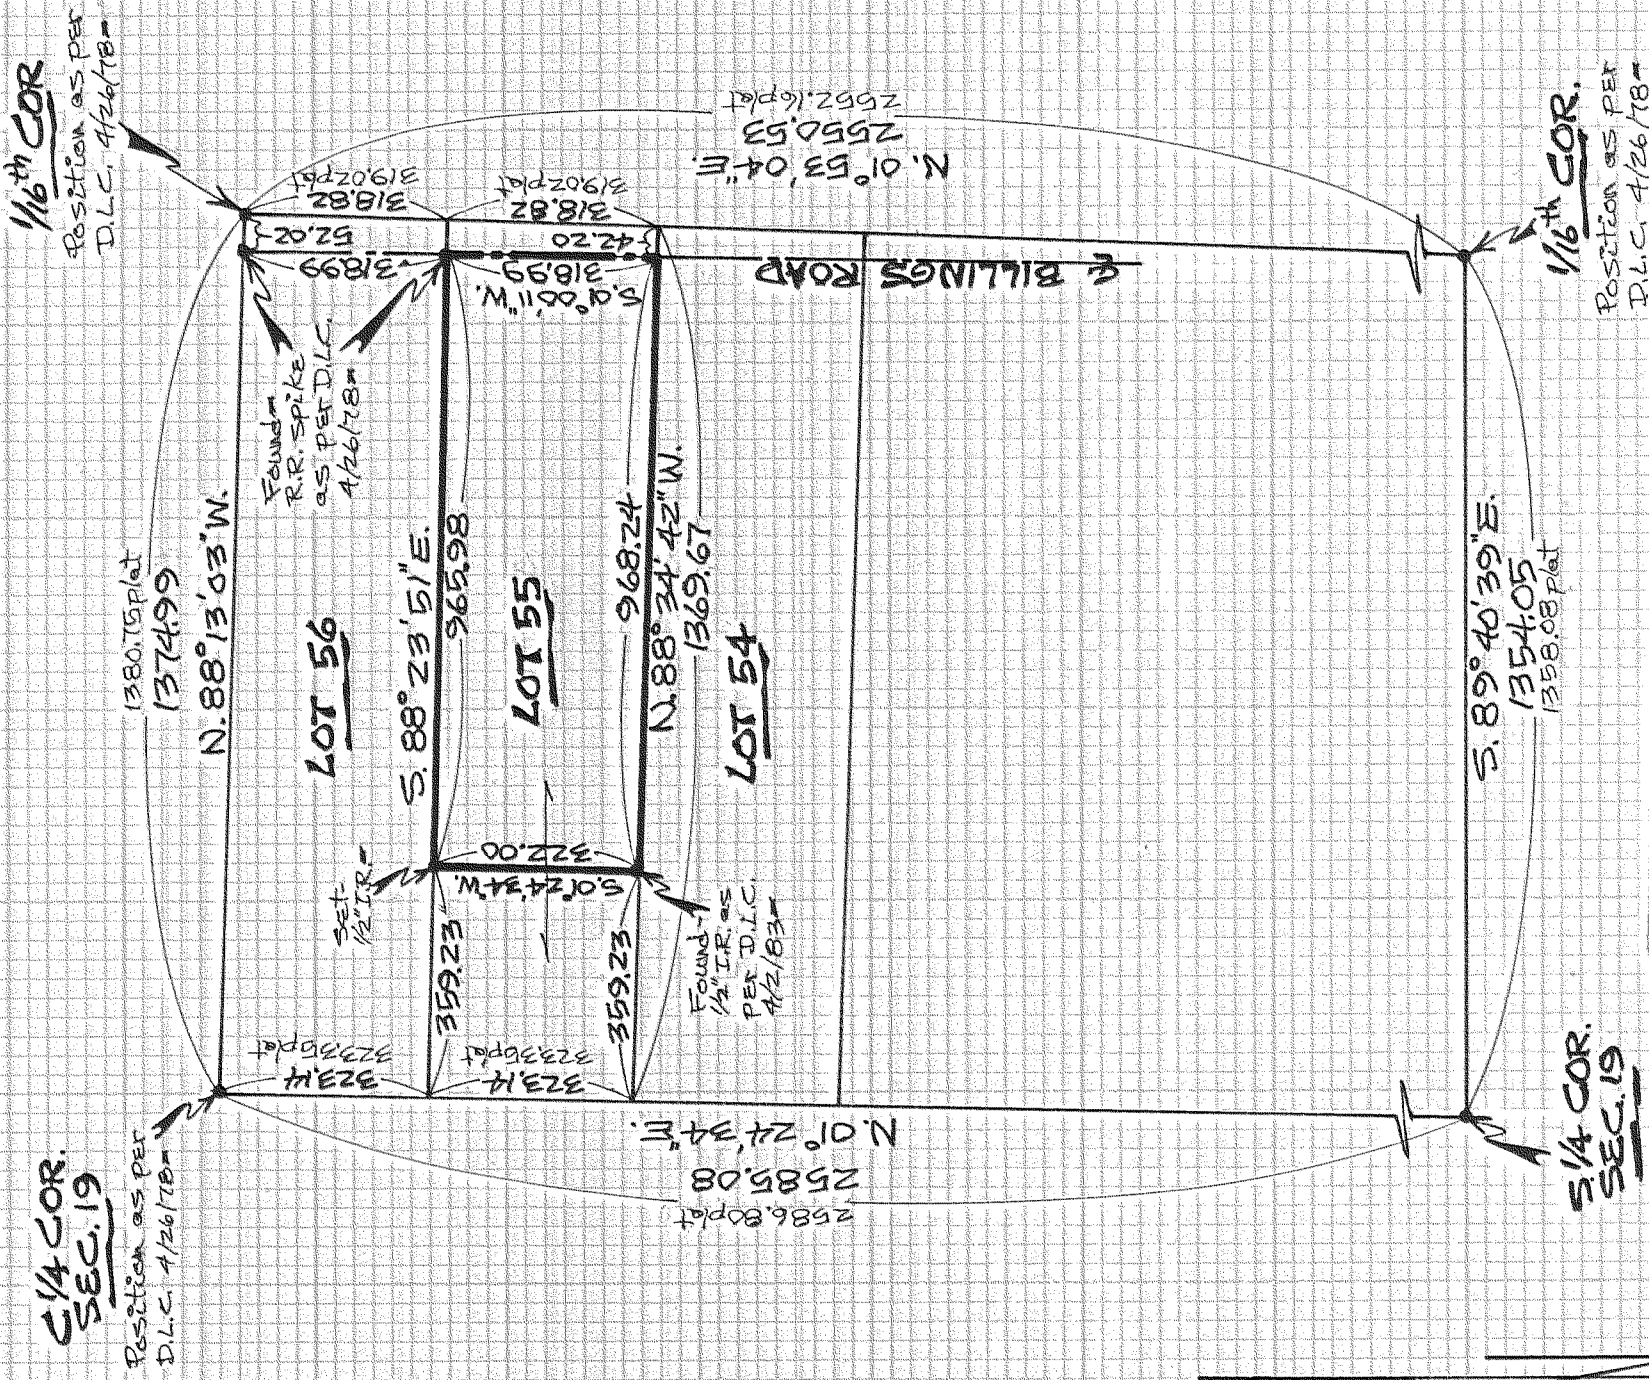 C. 1/4 COR.
SEC. 19
Position as per
D.L.C. 4/26/78
1/16th COR
Position as per
D.L.C. 4/26/78
1380.75 plat
1374.99
N. 88° 13' 03" W.
323.14
323.36 plat
LOT 56
Found
R.R. spike
as per D.L.C.
4/26/78
318.99
52.02
318.82
319.02 plat
Set
1/2" I.R.
S. 88° 23' 51" E.
359.23
965.98
323.14
323.36 plat
S. 01° 24' 34" W.
322.00
LOT 55
S. 01° 00' 11" W.
318.99
42.20
318.82
319.02 plat
359.23
968.24
N. 88° 34' 42" W.
1369.67
Found
1/2" I.R. as
per D.L.C.
4/2/83
LOT 54
N. 01° 24' 34" E.
2585.08
2586.80 plat
℄ BILLINGS ROAD
N. 01° 53' 04" E.
2550.53
2552.16 plat
S. 89° 40' 39" E.
1354.05
1358.08 plat
S. 1/4 COR.
SEC. 19
1/16th COR.
Position as per
D.L.C. 4/26/78